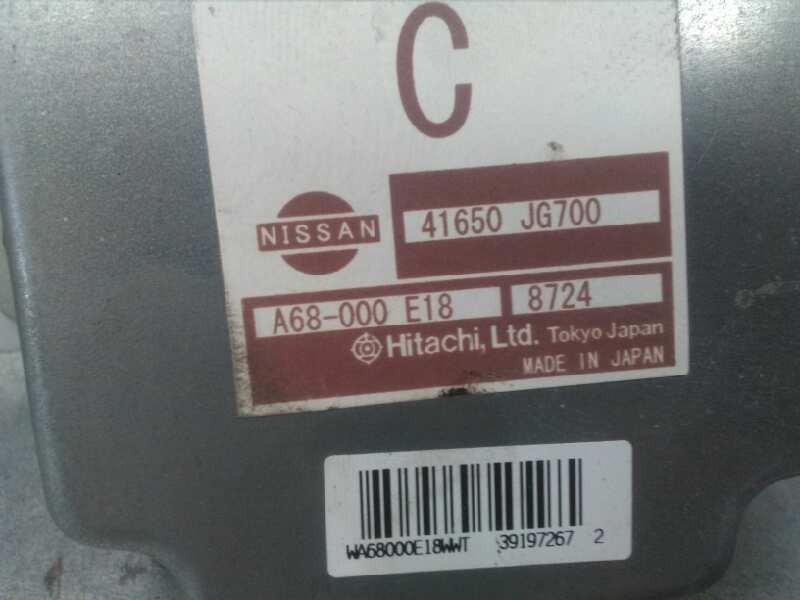 C
NISSAN
41650 JG700
A68-000 E18 8724
Hitachi, Ltd. Tokyo Japan
MADE IN JAPAN
WA68000E18WWT 39197267 2